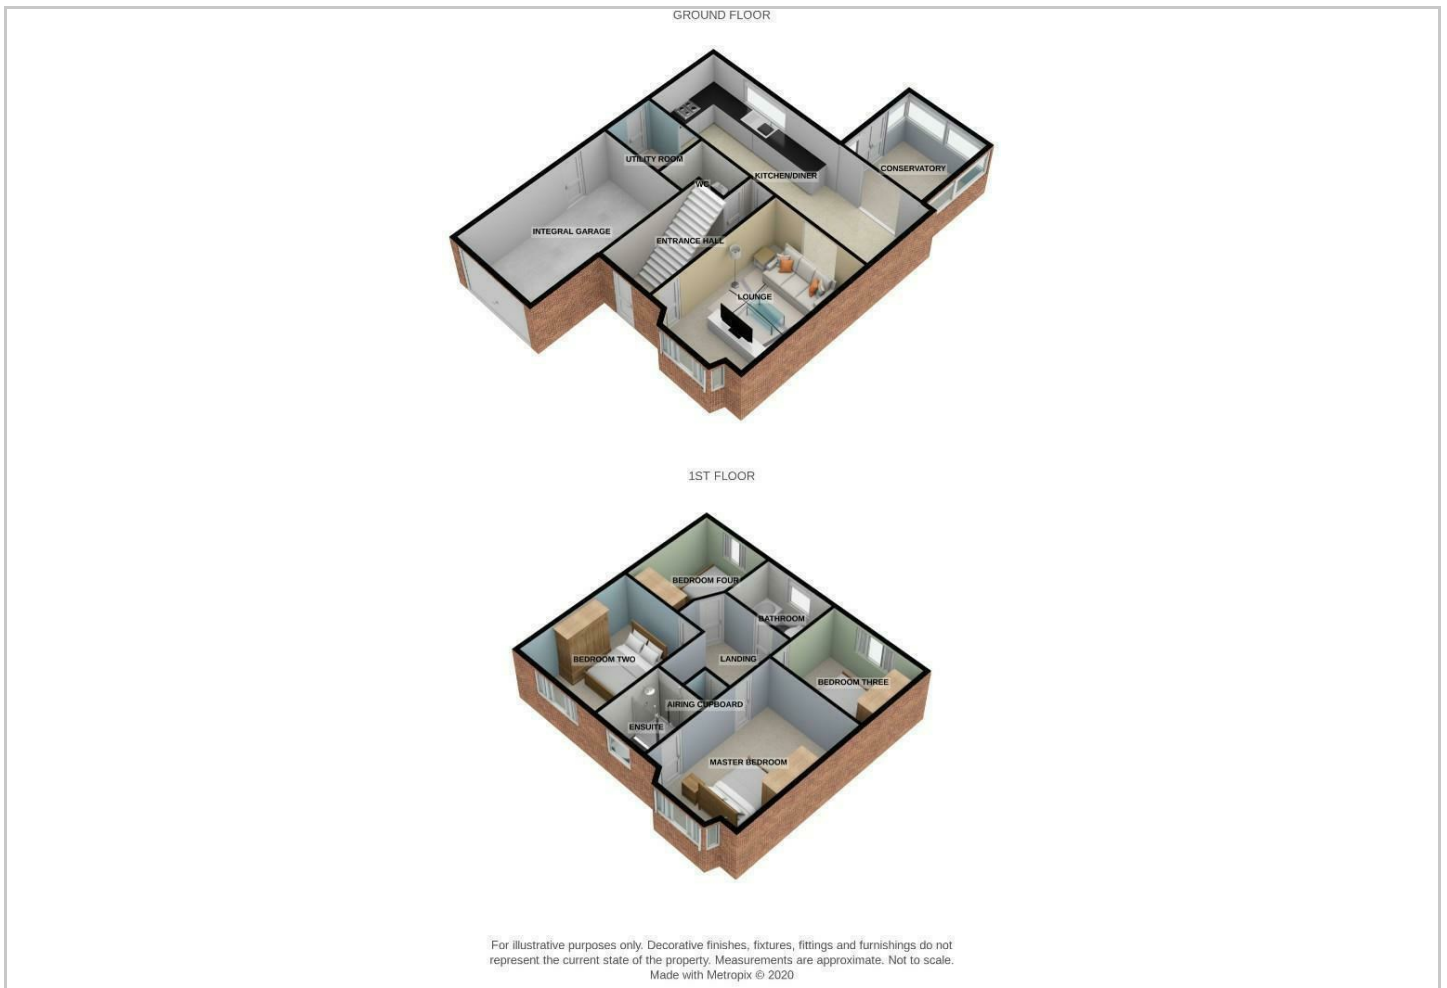 GROUND FLOOR
UTILITY ROOM
KITCHEN/DINER
CONSERVATORY
WC
INTEGRAL GARAGE
ENTRANCE HALL
LOUNGE
1ST FLOOR
BEDROOM FOUR
BATHROOM
BEDROOM TWO
LANDING
BEDROOM THREE
AIRING CUPBOARD
ENSUITE
MASTER BEDROOM
For illustrative purposes only. Decorative finishes, fixtures, fittings and furnishings do not
represent the current state of the property. Measurements are approximate. Not to scale.
Made with Metropix © 2020